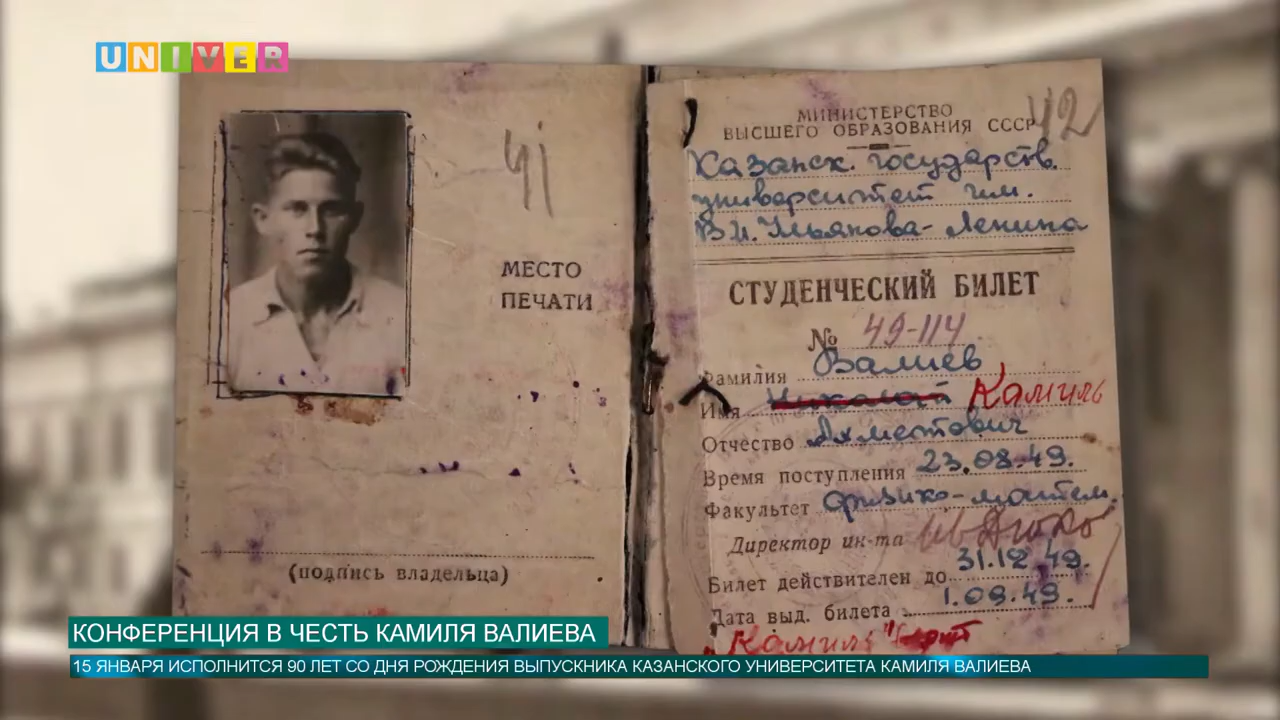 UNIVER
41
МЕСТО
ПЕЧАТИ
(подпись владельца)
42
МИНИСТЕРСТВО
ВЫСШЕГО ОБРАЗОВАНИЯ СССР
Казанск. государств.
университет им.
В.И. Ульянова-Ленина
СТУДЕНЧЕСКИЙ БИЛЕТ
№ 49-114
Фамилия Валиев
Имя Николай Камиль
Отчество Ахметович
Время поступления 23.08.49.
Факультет физико-матем.
Директор ин-та
Билет действителен до 31.12.49.
Дата выд. билета 1.09.49.
"Камиль"
КОНФЕРЕНЦИЯ В ЧЕСТЬ КАМИЛЯ ВАЛИЕВА
15 ЯНВАРЯ ИСПОЛНИТСЯ 90 ЛЕТ СО ДНЯ РОЖДЕНИЯ ВЫПУСКНИКА КАЗАНСКОГО УНИВЕРСИТЕТА КАМИЛЯ ВАЛИЕВА